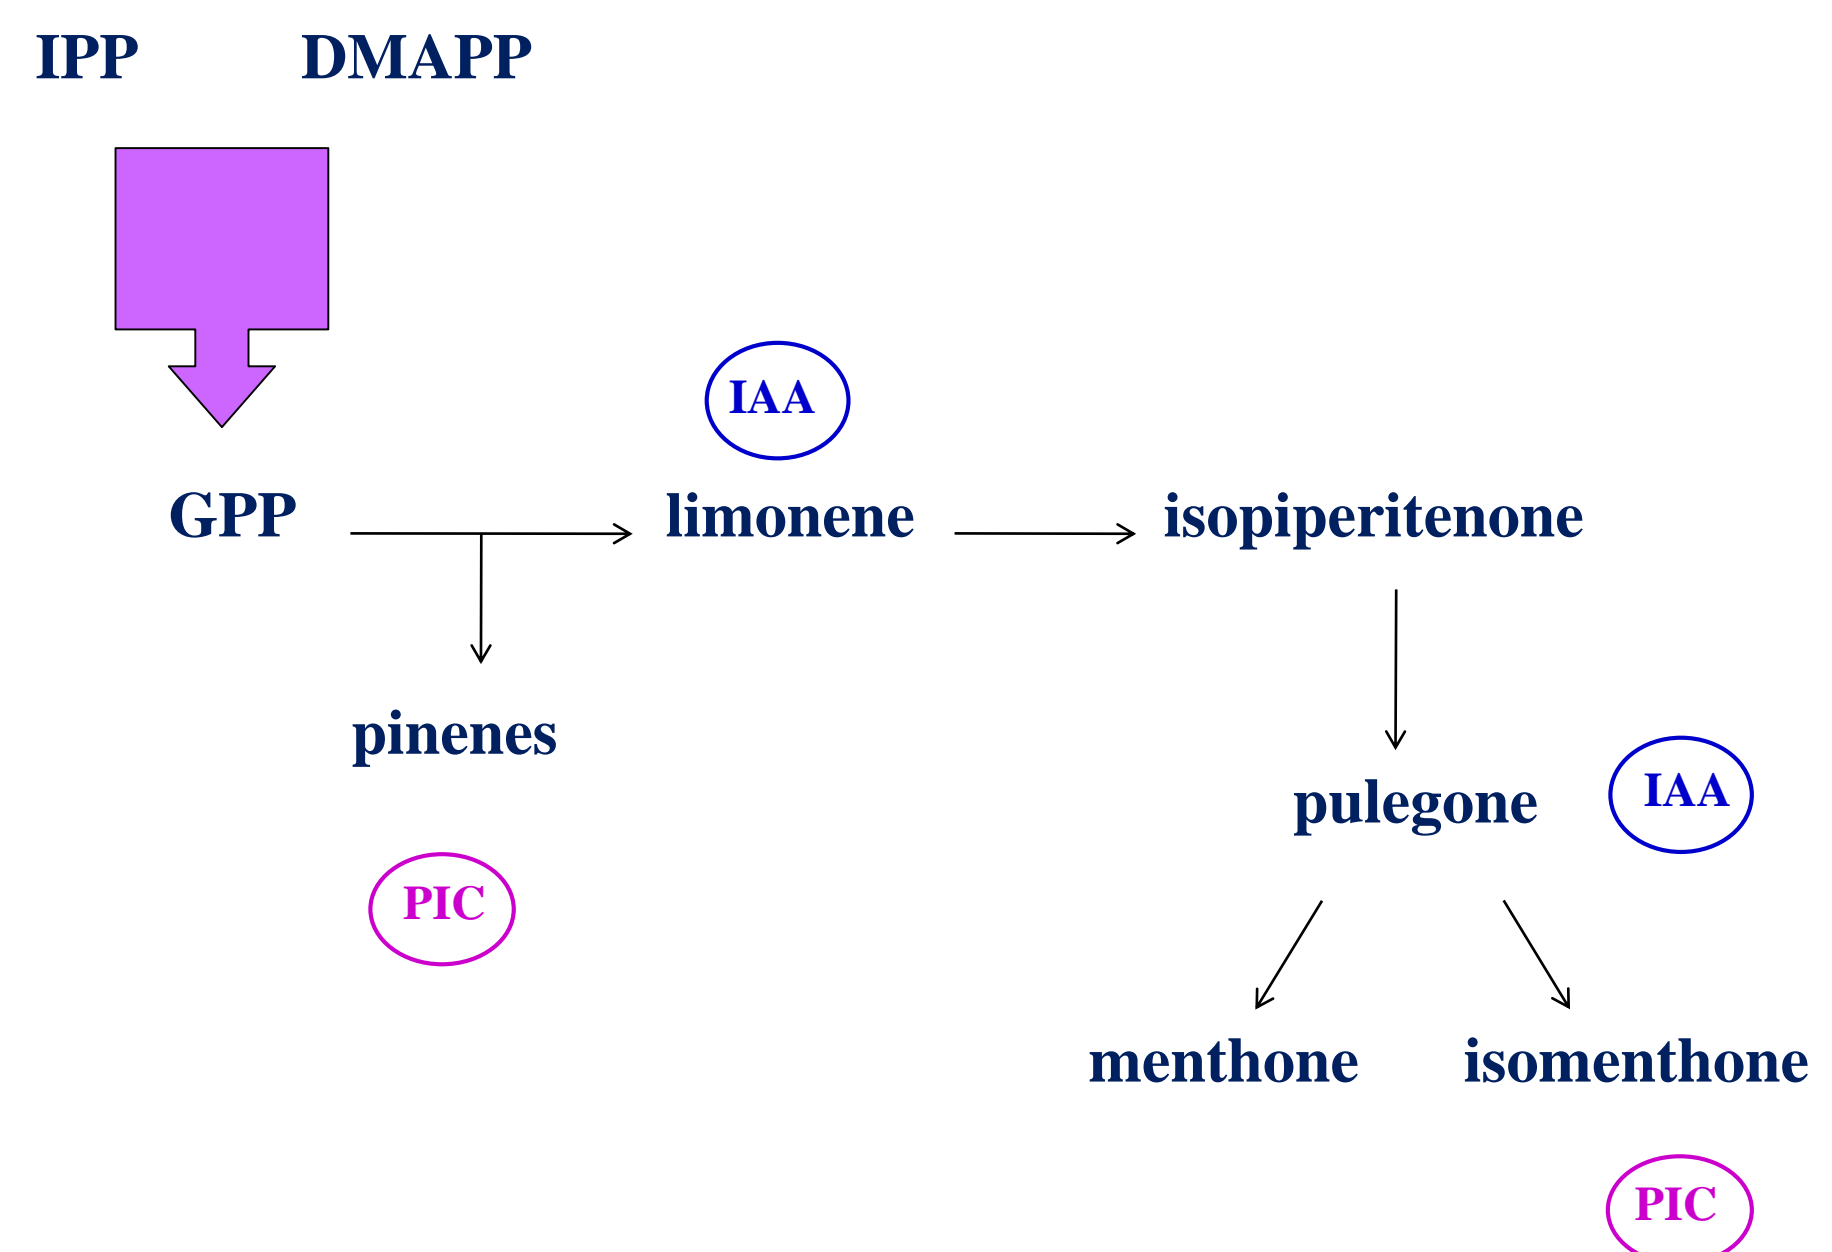 IPP DMAPP
IAA
GPP limonene isopiperitenone
pinenes
IAA
pulegone
PIC
menthone isomenthone
PIC